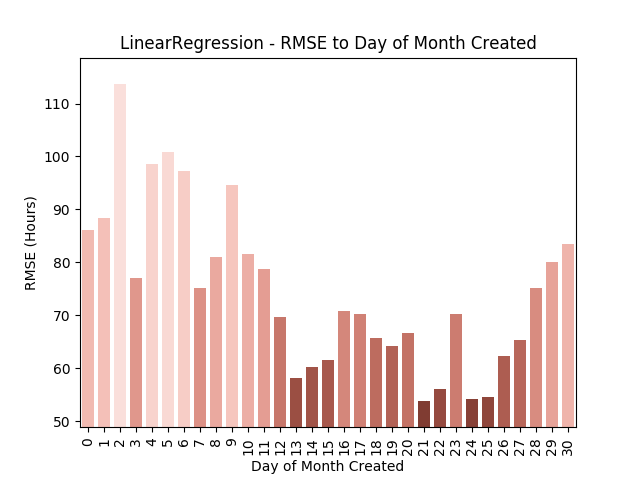 LinearRegression - RMSE to Day of Month Created
RMSE (Hours)
110
100
90
80
70
60
50
0 1 2 3 4 5 6 7 8 9 10 11 12 13 14 15 16 17 18 19 20 21 22 23 24 25 26 27 28 29 30
Day of Month Created